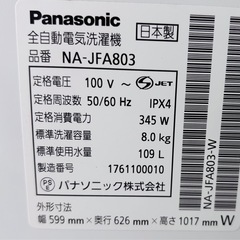 Panasonic
日本製
全自動電気洗濯機
品番 NA-JFA803
定格電圧 100 V~ S JET
定格周波数 50/60 Hz IPX4
定格消費電力 345 W
標準洗濯容量 8.0 kg
標準使用水量 109 L
製造番号 1761100010
パナソニック株式会社
外形寸法
幅 599 mm × 奥行 626 mm × 高さ 1017 mm W
NA-JFA803-W